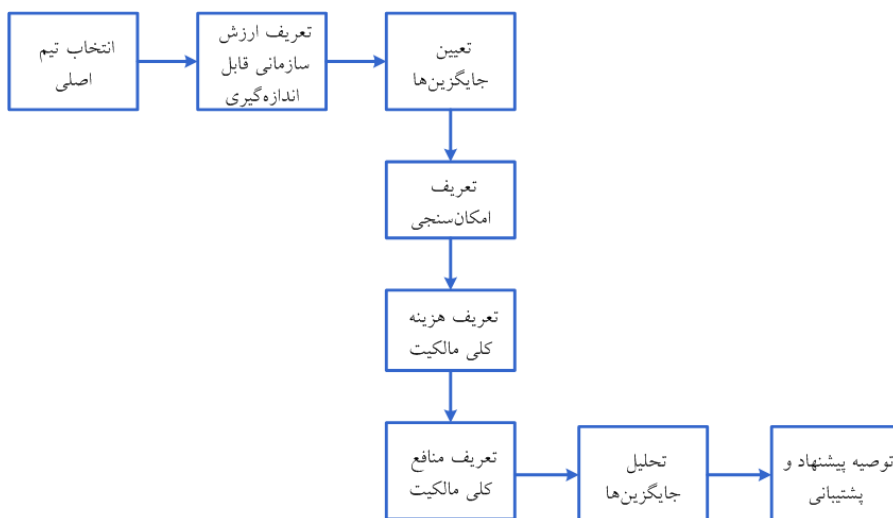 انتخاب تیم
اصلی
تعریف ارزش
سازمانی قابل
اندازه‌گیری
تعیین
جایگزین‌ها
تعریف
امکان‌سنجی
تعریف هزینه
کلی مالکیت
تعریف منافع
کلی مالکیت
تحلیل
جایگزین‌ها
توصیه پیشنهاد و
پشتیبانی